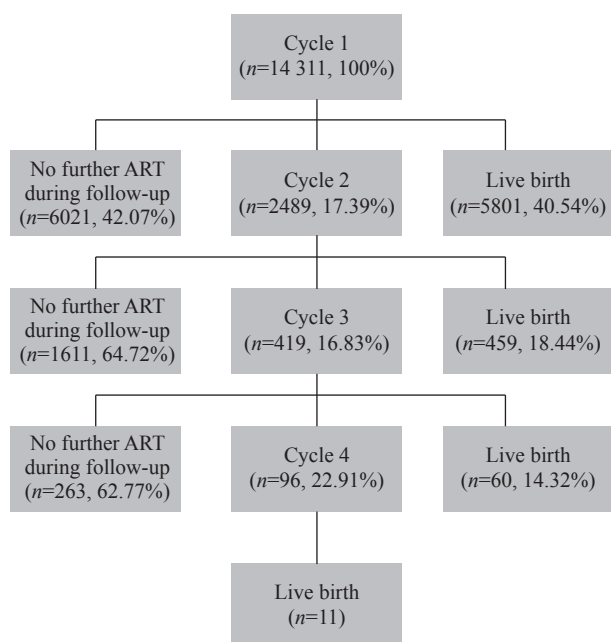 Cycle 1
(n=14 311, 100%)
No further ART
during follow-up
(n=6021, 42.07%)
Cycle 2
(n=2489, 17.39%)
Live birth
(n=5801, 40.54%)
No further ART
during follow-up
(n=1611, 64.72%)
Cycle 3
(n=419, 16.83%)
Live birth
(n=459, 18.44%)
No further ART
during follow-up
(n=263, 62.77%)
Cycle 4
(n=96, 22.91%)
Live birth
(n=60, 14.32%)
Live birth
(n=11)